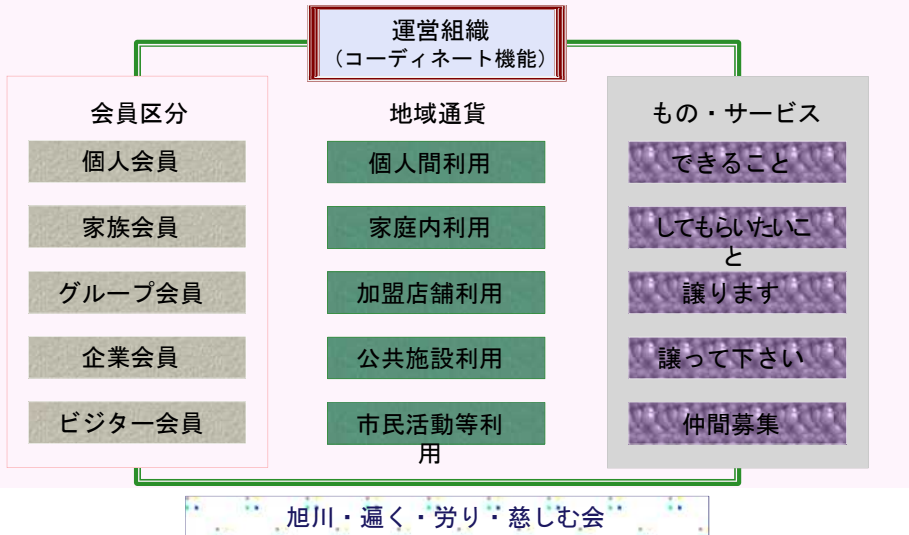 運営組織
（コーディネート機能）
会員区分
個人会員
家族会員
グループ会員
企業会員
ビジター会員
地域通貨
個人間利用
家庭内利用
加盟店舗利用
公共施設利用
市民活動等利
用
もの・サービス
できること
してもらいたいこ
と
譲ります
譲って下さい
仲間募集
旭川・遍く・労り・慈しむ会